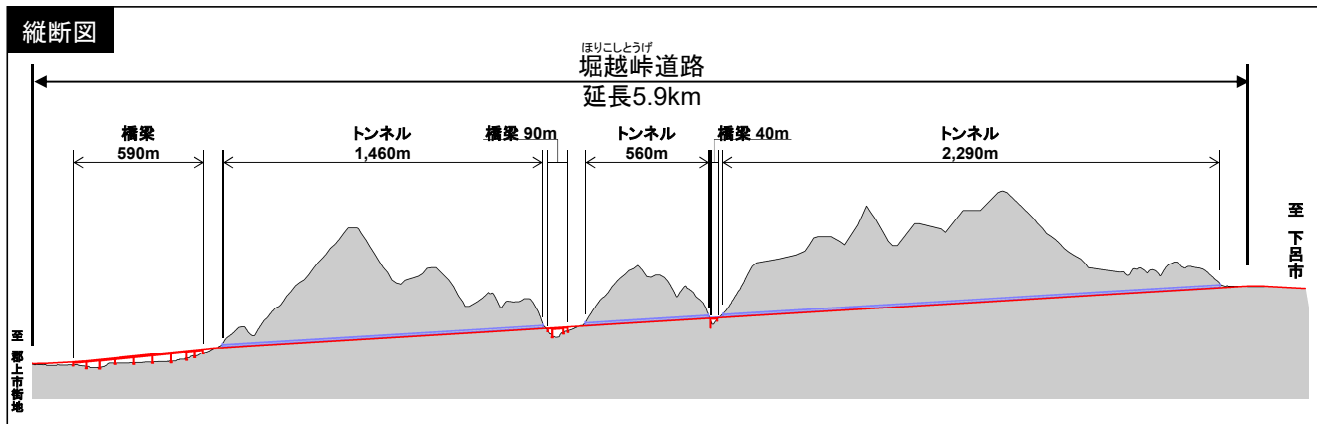 縦断図
ほりこしとうげ
堀越峠道路
延長5.9km
橋梁
590m
トンネル
1,460m
橋梁 90m
トンネル
560m
橋梁 40m
トンネル
2,290m
至 下呂市
至 郡上市街地